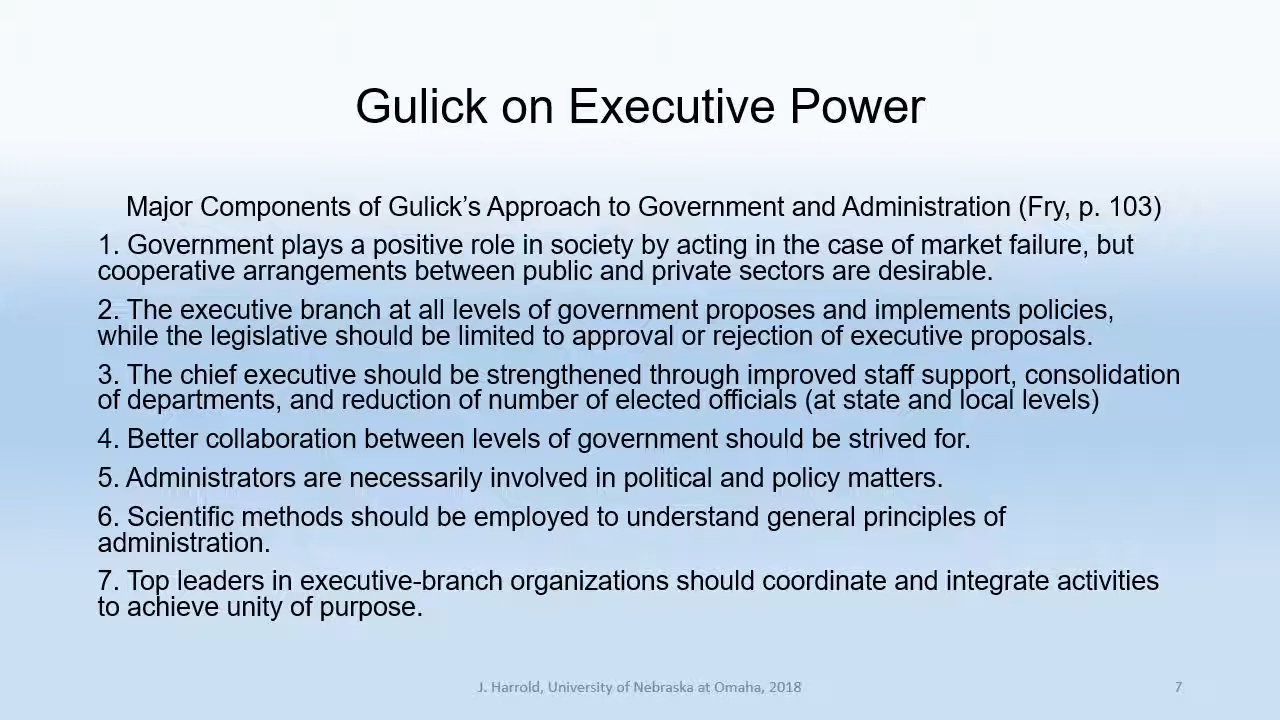 Gulick on Executive Power
Major Components of Gulick’s Approach to Government and Administration (Fry, p. 103)
1. Government plays a positive role in society by acting in the case of market failure, but
cooperative arrangements between public and private sectors are desirable.
2. The executive branch at all levels of government proposes and implements policies,
while the legislative should be limited to approval or rejection of executive proposals.
3. The chief executive should be strengthened through improved staff support, consolidation
of departments, and reduction of number of elected officials (at state and local levels)
4. Better collaboration between levels of government should be strived for.
5. Administrators are necessarily involved in political and policy matters.
6. Scientific methods should be employed to understand general principles of
administration.
7. Top leaders in executive-branch organizations should coordinate and integrate activities
to achieve unity of purpose.
J. Harrold, University of Nebraska at Omaha, 2018
7